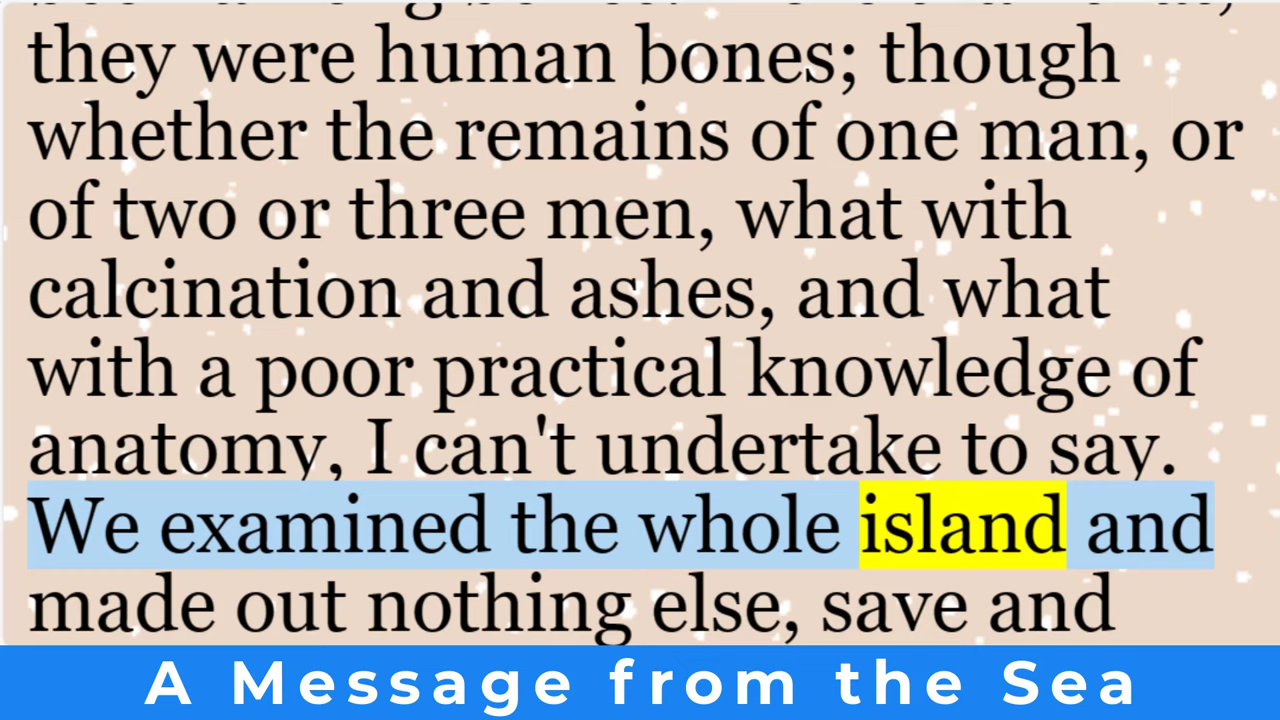 they were human bones; though
whether the remains of one man, or
of two or three men, what with
calcination and ashes, and what
with a poor practical knowledge of
anatomy, I can't undertake to say.
We examined the whole island and
made out nothing else, save and
A Message from the Sea